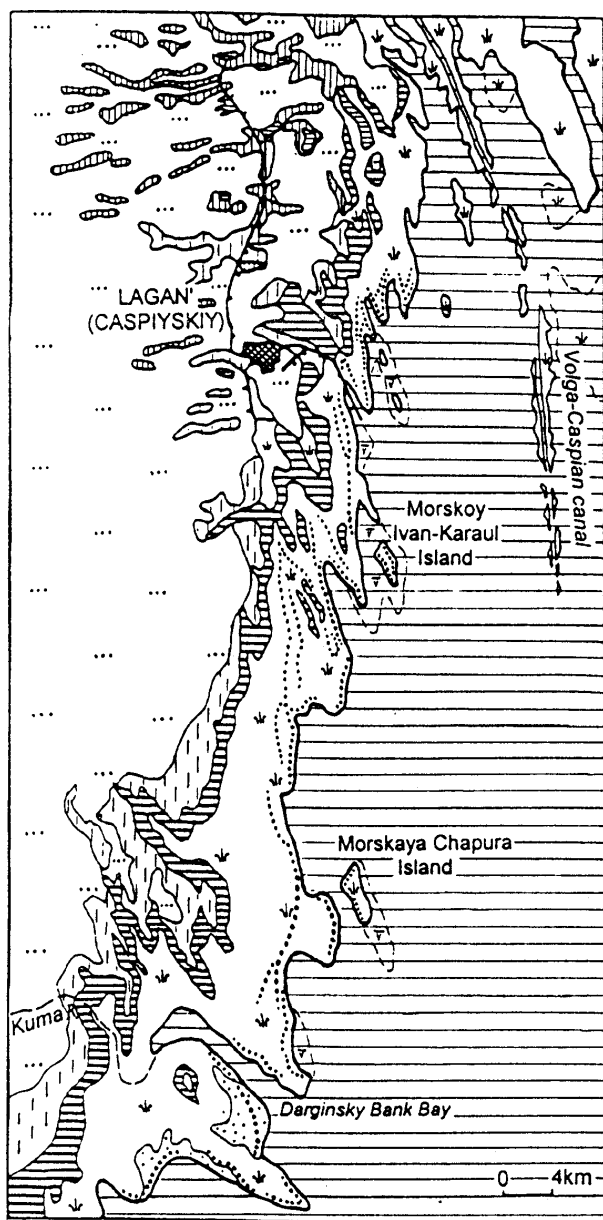 LAGAN'
(CASPIYSKIY)
Volga-Caspian canal
Morskoy
Ivan-Karaul
Island
Morskaya Chapura
Island
Kuma
Darginsky Bank Bay
0 4km